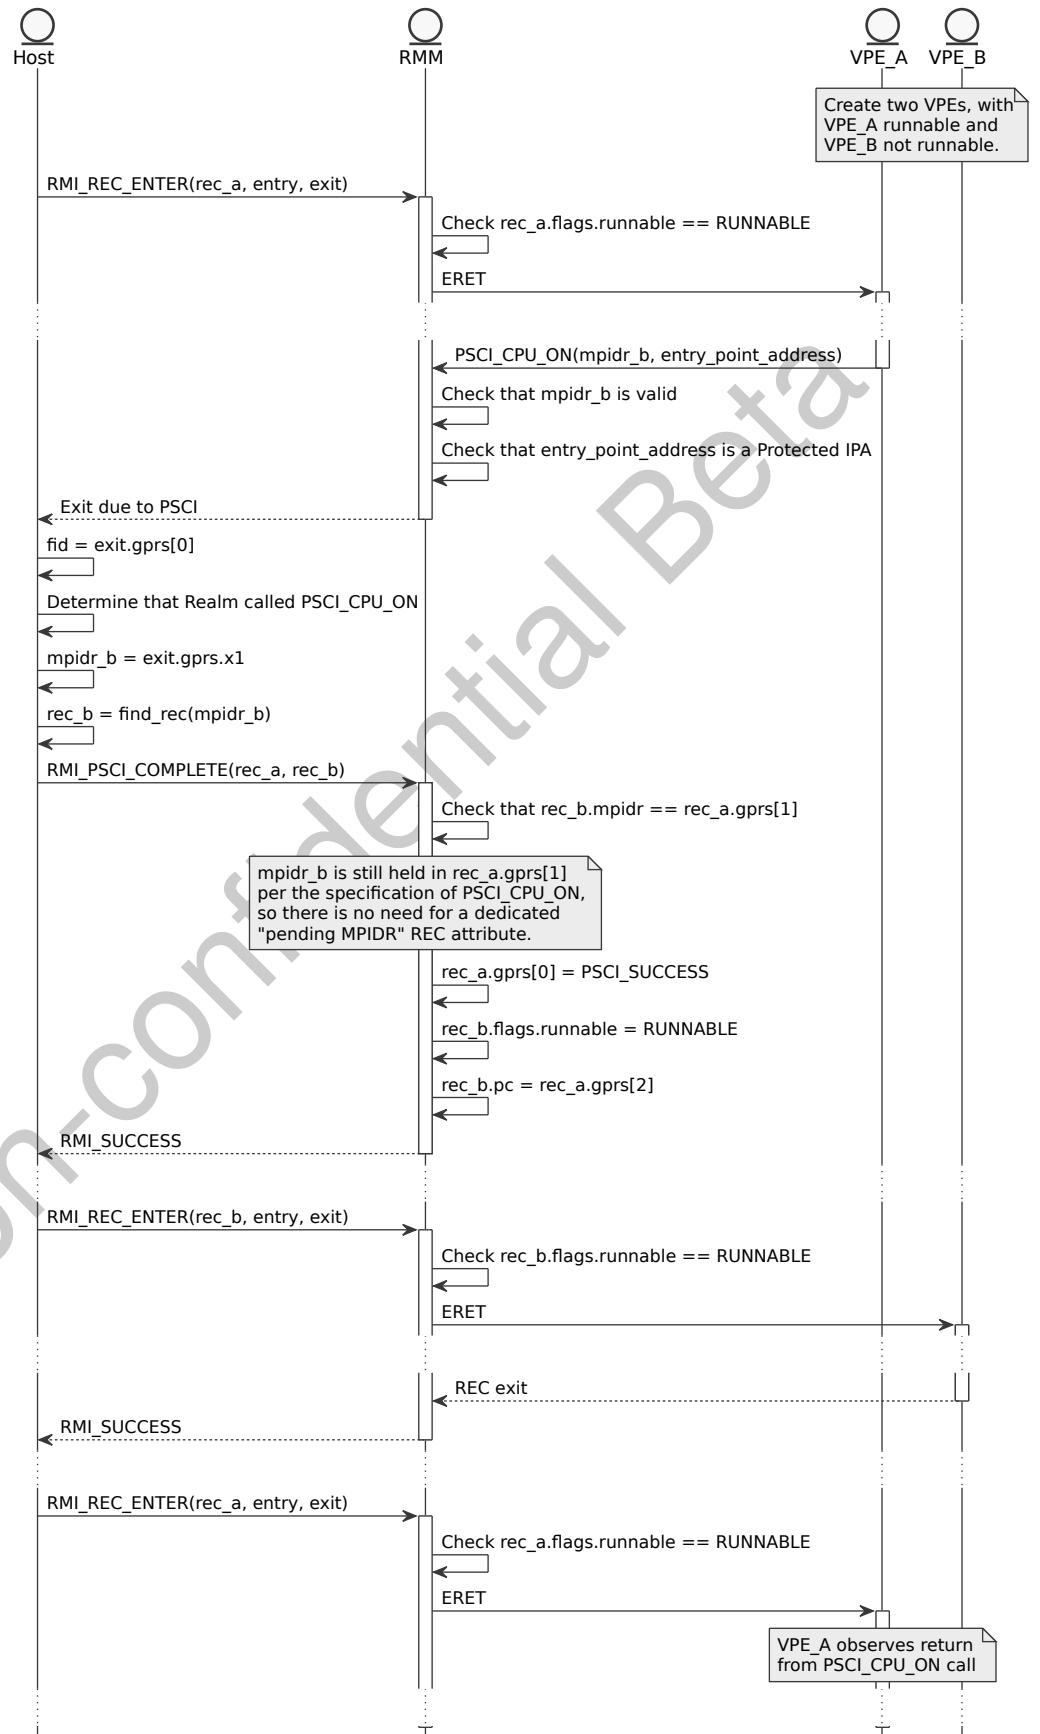 Host
RMM
VPE_A
VPE_B
Create two VPEs, with
VPE_A runnable and
VPE_B not runnable.
RMI_REC_ENTER(rec_a, entry, exit)
Check rec_a.flags.runnable == RUNNABLE
ERET
PSCI_CPU_ON(mpidr_b, entry_point_address)
Check that mpidr_b is valid
Check that entry_point_address is a Protected IPA
Exit due to PSCI
fid = exit.gprs[0]
Determine that Realm called PSCI_CPU_ON
mpidr_b = exit.gprs.x1
rec_b = find_rec(mpidr_b)
RMI_PSCI_COMPLETE(rec_a, rec_b)
Check that rec_b.mpidr == rec_a.gprs[1]
mpidr_b is still held in rec_a.gprs[1]
per the specification of PSCI_CPU_ON,
so there is no need for a dedicated
"pending MPIDR" REC attribute.
rec_a.gprs[0] = PSCI_SUCCESS
rec_b.flags.runnable = RUNNABLE
rec_b.pc = rec_a.gprs[2]
RMI_SUCCESS
RMI_REC_ENTER(rec_b, entry, exit)
Check rec_b.flags.runnable == RUNNABLE
ERET
REC exit
RMI_SUCCESS
RMI_REC_ENTER(rec_a, entry, exit)
Check rec_a.flags.runnable == RUNNABLE
ERET
VPE_A observes return
from PSCI_CPU_ON call
on-confidential Beta